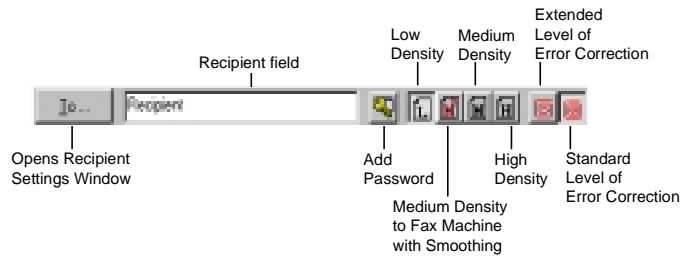 Extended
Level of
Error Correction
Low
Density
Medium
Density
Recipient field
To...
Recipient
L
M
H
Opens Recipient
Settings Window
Add
Password
High
Density
Standard
Level of
Error Correction
Medium Density
to Fax Machine
with Smoothing